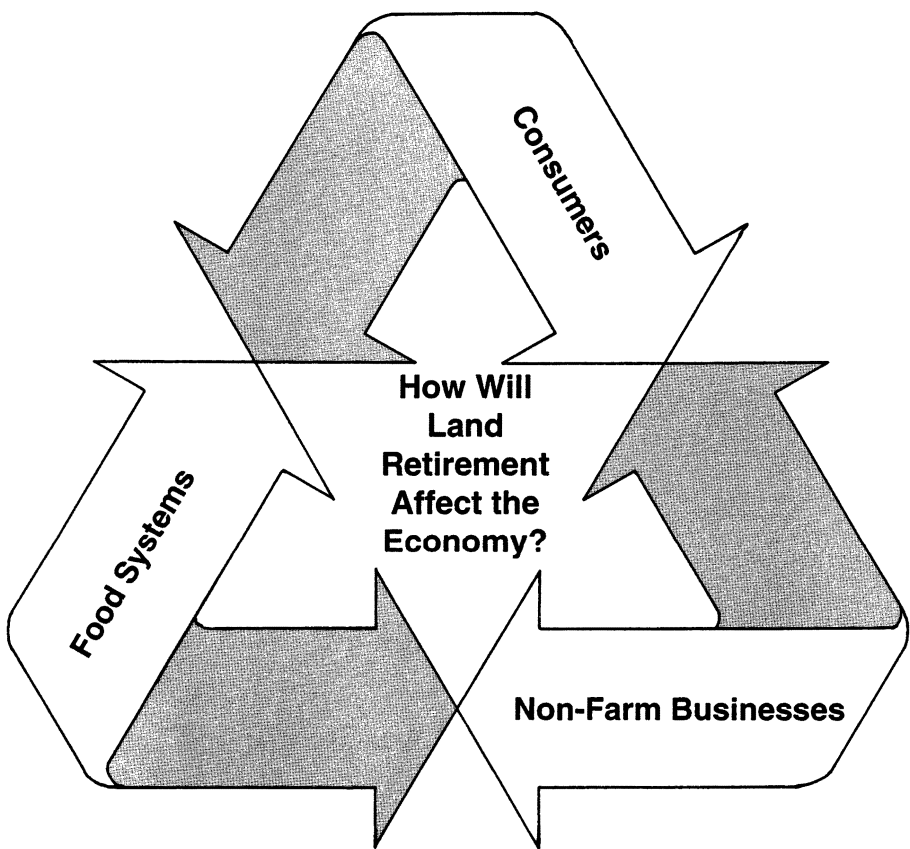 Consumers
How Will
Land
Retirement
Affect the
Economy?
Food Systems
Non-Farm Businesses